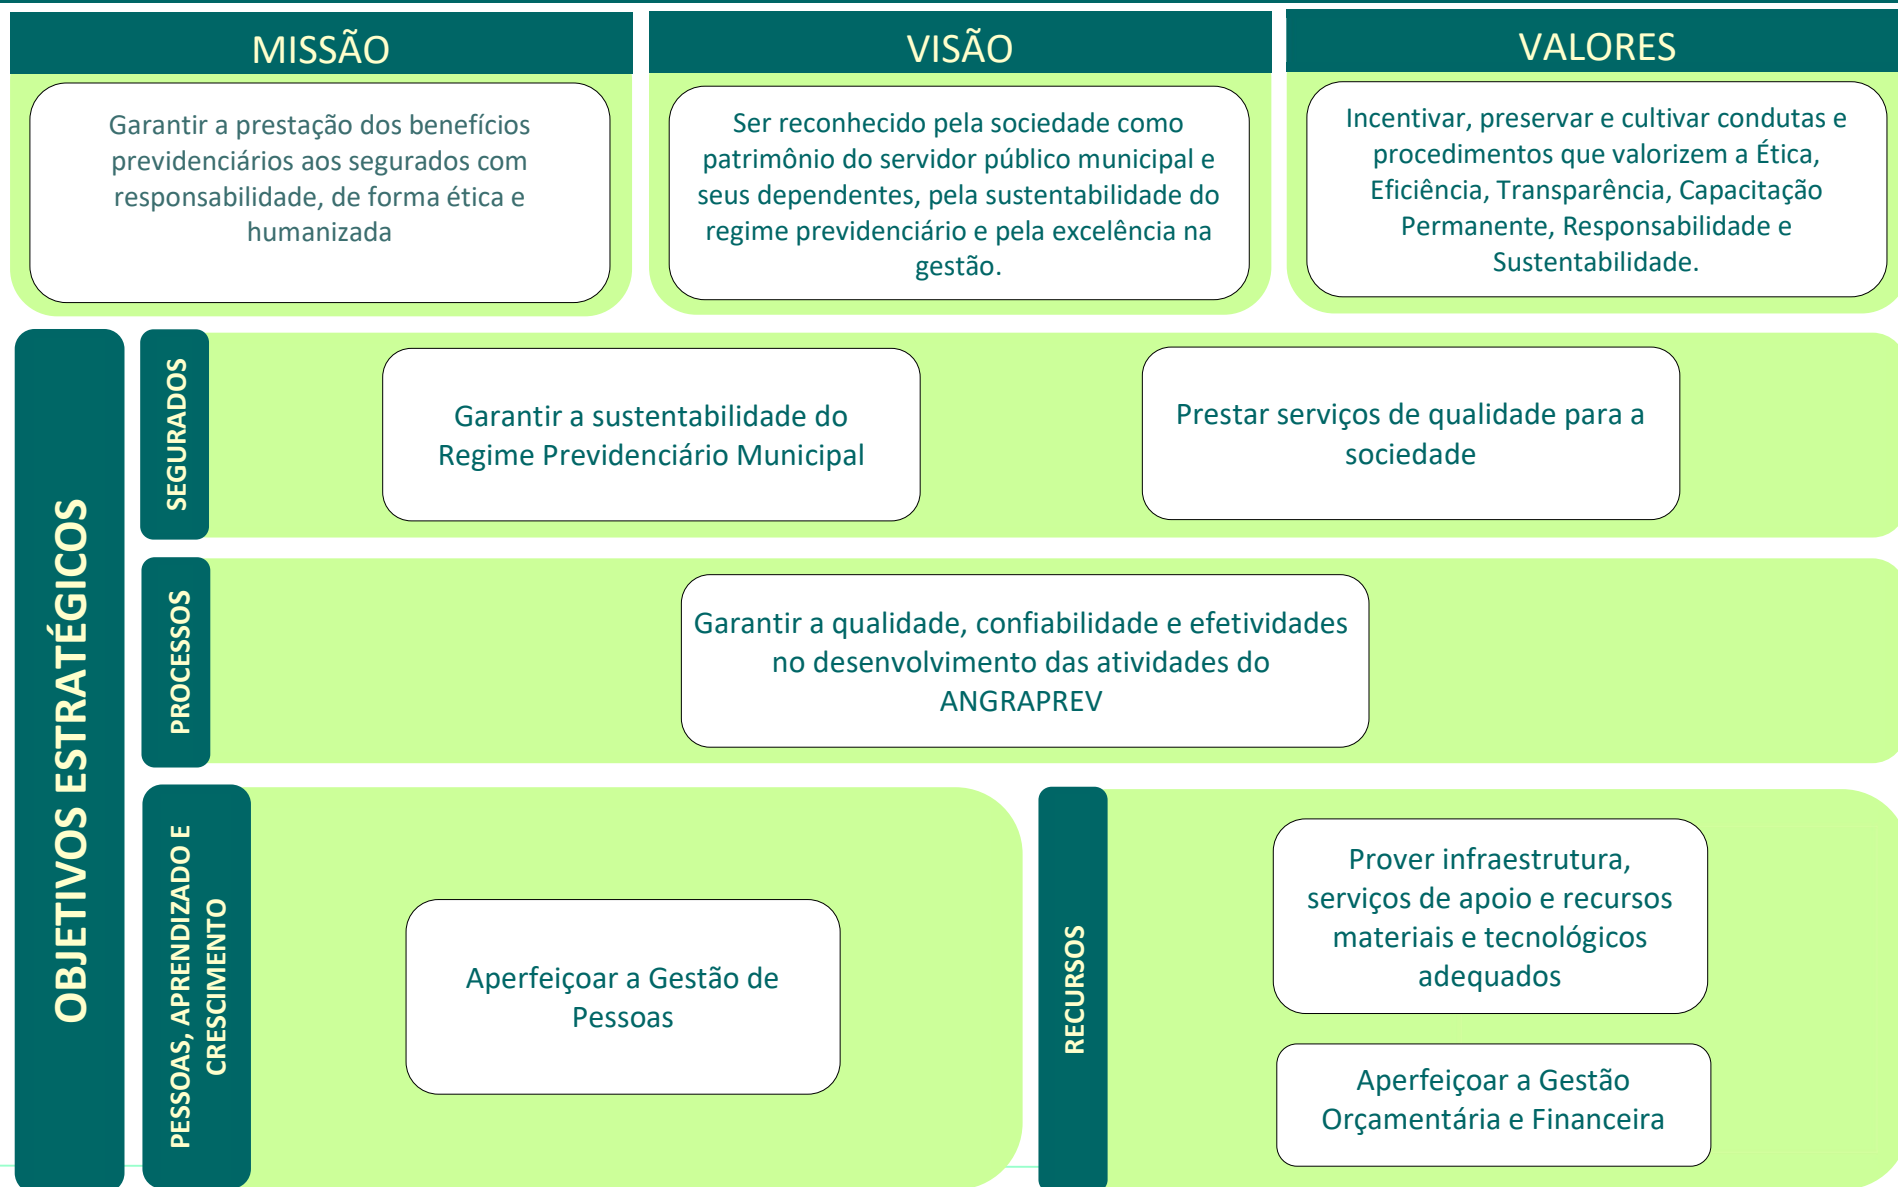 MISSÃO
Garantir a prestação dos benefícios
previdenciários aos segurados com
responsabilidade, de forma ética e
humanizada
VISÃO
Ser reconhecido pela sociedade como
patrimônio do servidor público municipal e
seus dependentes, pela sustentabilidade do
regime previdenciário e pela excelência na
gestão.
VALORES
Incentivar, preservar e cultivar condutas e
procedimentos que valorizem a Ética,
Eficiência, Transparência, Capacitação
Permanente, Responsabilidade e
Sustentabilidade.
OBJETIVOS ESTRATÉGICOS
SEGURADOS
Garantir a sustentabilidade do
Regime Previdenciário Municipal
Prestar serviços de qualidade para a
sociedade
PROCESSOS
Garantir a qualidade, confiabilidade e efetividades
no desenvolvimento das atividades do
ANGRAPREV
PESSOAS, APRENDIZADO E
CRESCIMENTO
Aperfeiçoar a Gestão de
Pessoas
RECURSOS
Prover infraestrutura,
serviços de apoio e recursos
materiais e tecnológicos
adequados
Aperfeiçoar a Gestão
Orçamentária e Financeira